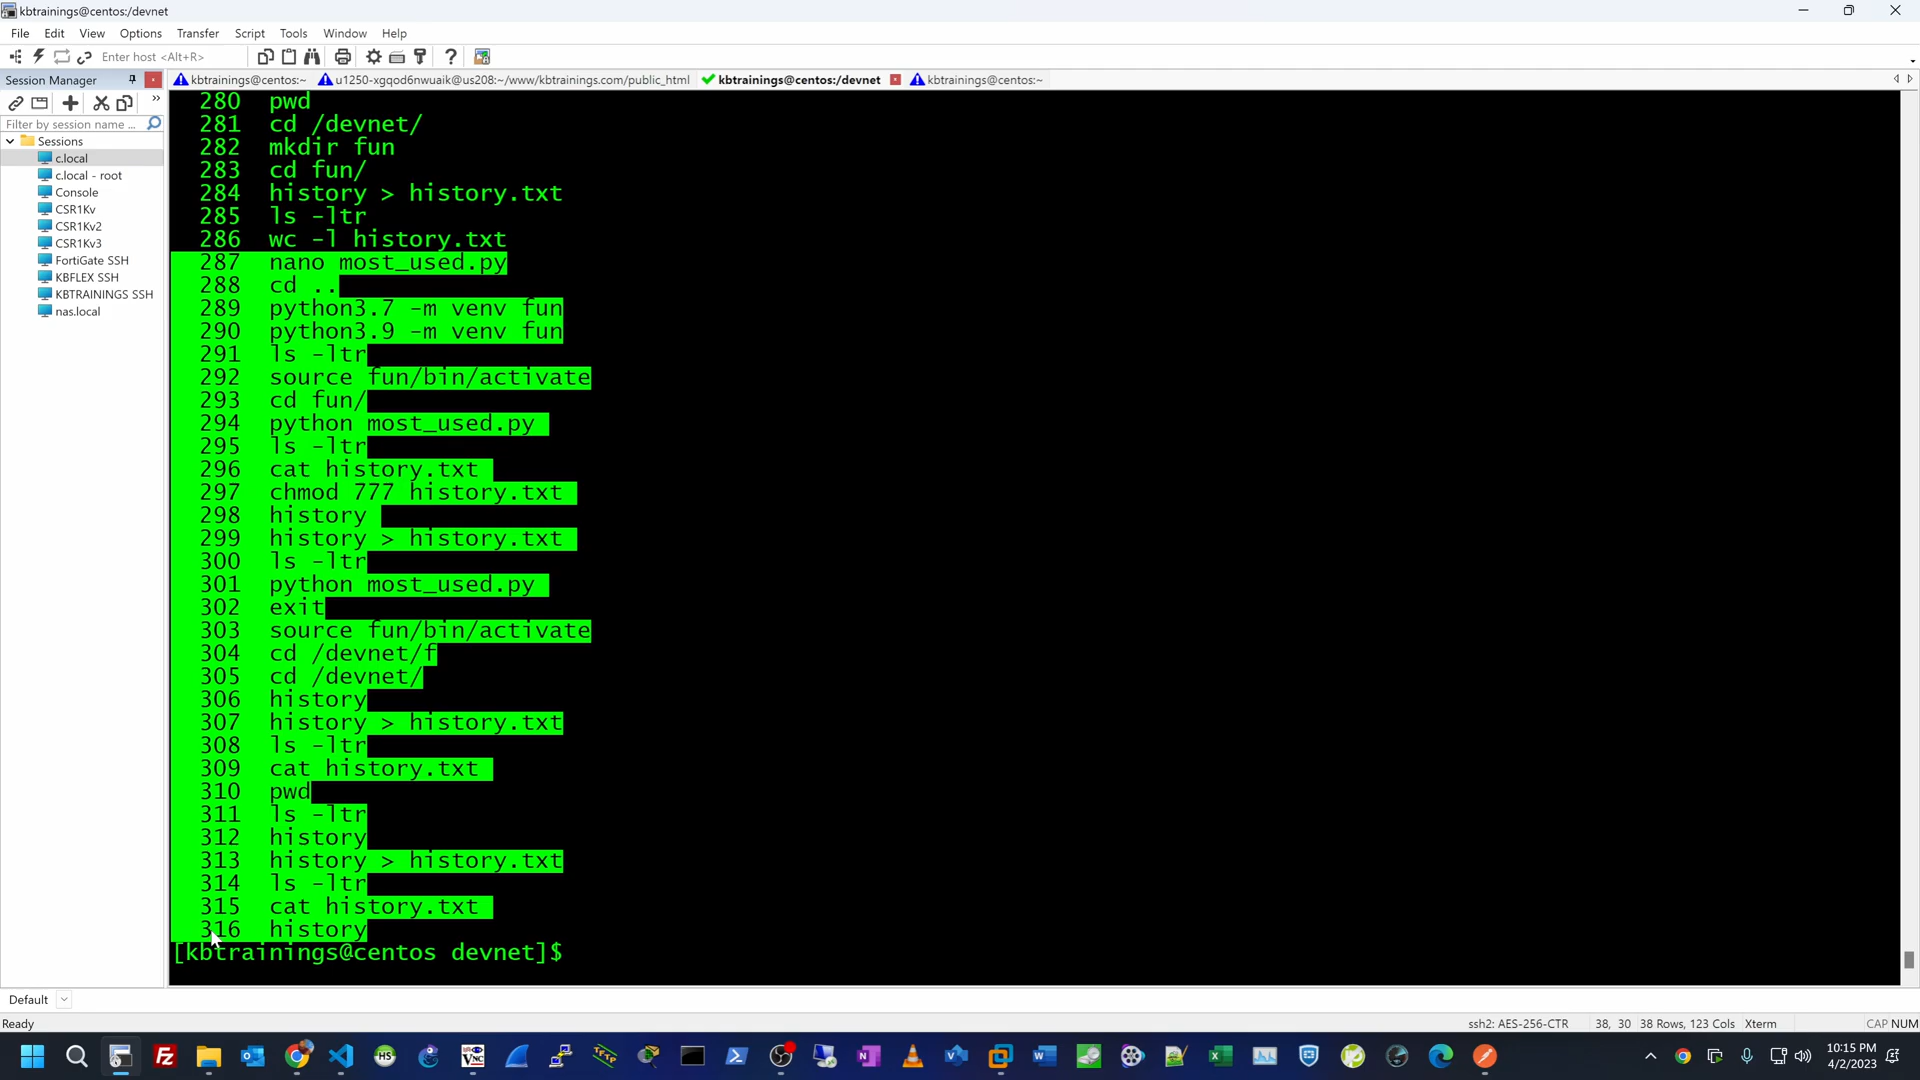 kbtrainings@centos:/devnet
File Edit View Options Transfer Script Tools Window Help
Enter host <Alt+R>
Session Manager
kbtrainings@centos:~
u1250-xgqod6nwuaik@us208:~/www/kbtrainings.com/public_html
kbtrainings@centos:/devnet
kbtrainings@centos:~
Filter by session name ...
Sessions
c.local
c.local - root
Console
CSR1Kv
CSR1Kv2
CSR1Kv3
FortiGate SSH
KBFLEX SSH
KBTRAININGS SSH
nas.local
280 pwd
281 cd /devnet/
282 mkdir fun
283 cd fun/
284 history > history.txt
285 ls -ltr
286 wc -l history.txt
287 nano most_used.py
288 cd ..
289 python3.7 -m venv fun
290 python3.9 -m venv fun
291 ls -ltr
292 source fun/bin/activate
293 cd fun/
294 python most_used.py
295 ls -ltr
296 cat history.txt
297 chmod 777 history.txt
298 history
299 history > history.txt
300 ls -ltr
301 python most_used.py
302 exit
303 source fun/bin/activate
304 cd /devnet/f
305 cd /devnet/
306 history
307 history > history.txt
308 ls -ltr
309 cat history.txt
310 pwd
311 ls -ltr
312 history
313 history > history.txt
314 ls -ltr
315 cat history.txt
316 history
[kbtrainings@centos devnet]$
Default
Ready
ssh2: AES-256-CTR 38, 30 38 Rows, 123 Cols Xterm CAP NUM
10:15 PM
4/2/2023